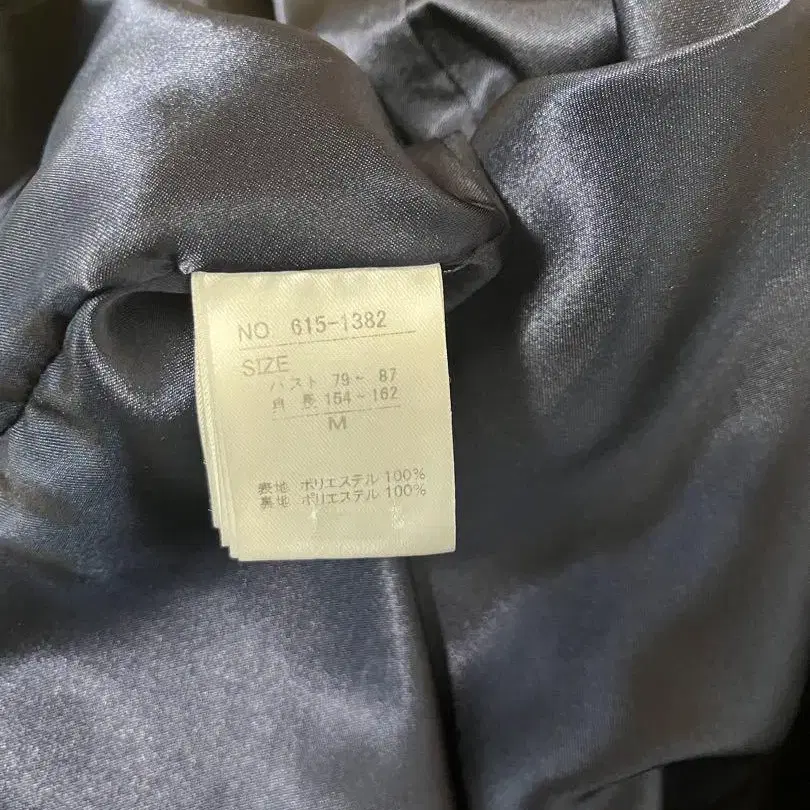 NO 615-1382
SIZE
バスト 79~ 87
身 長 154~162
M
表地 ポリエステル 100%
裏地 ポリエステル 100%